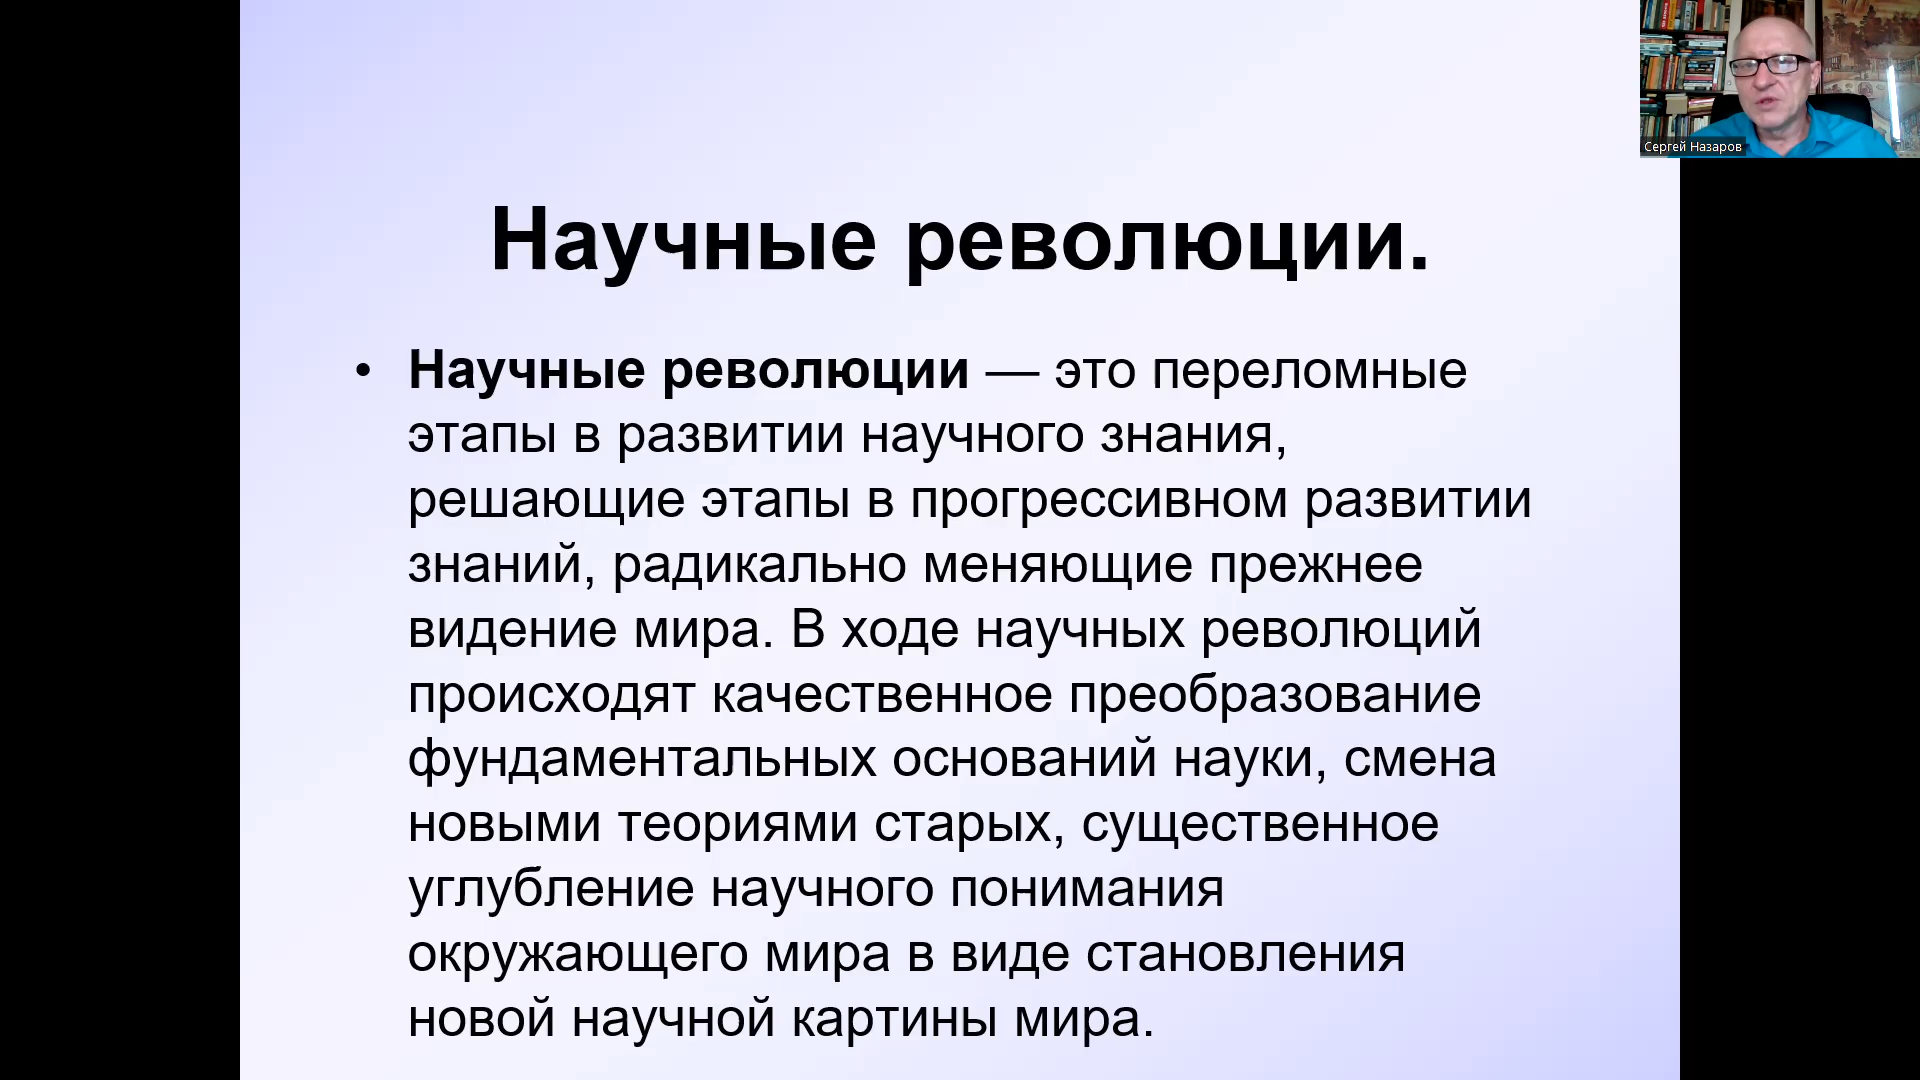 Сергей Назаров
Научные революции.
• Научные революции — это переломные
этапы в развитии научного знания,
решающие этапы в прогрессивном развитии
знаний, радикально меняющие прежнее
видение мира. В ходе научных революций
происходят качественное преобразование
фундаментальных оснований науки, смена
новыми теориями старых, существенное
углубление научного понимания
окружающего мира в виде становления
новой научной картины мира.